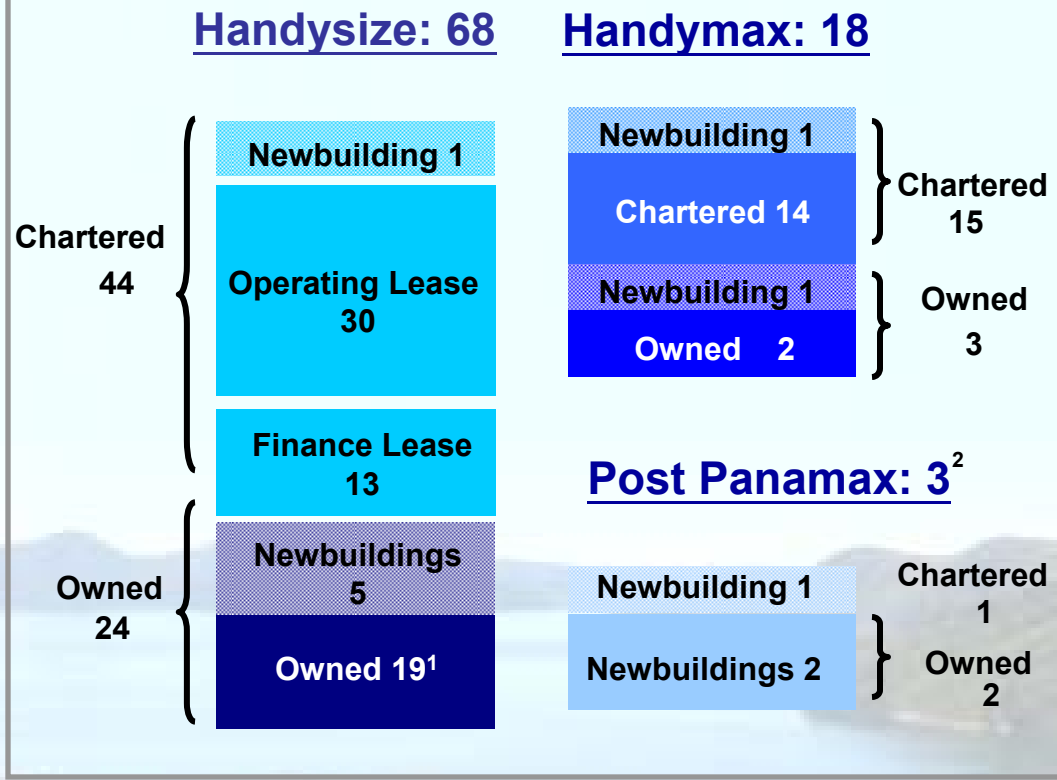 Handysize: 68
Chartered
44
Newbuilding 1
Operating Lease
30
Finance Lease
13
Owned
24
Newbuildings
5
Owned 19¹
Handymax: 18
Newbuilding 1
Chartered 14
Chartered
15
Newbuilding 1
Owned 2
Owned
3
Post Panamax: 3²
Newbuilding 1
Chartered
1
Newbuildings 2
Owned
2